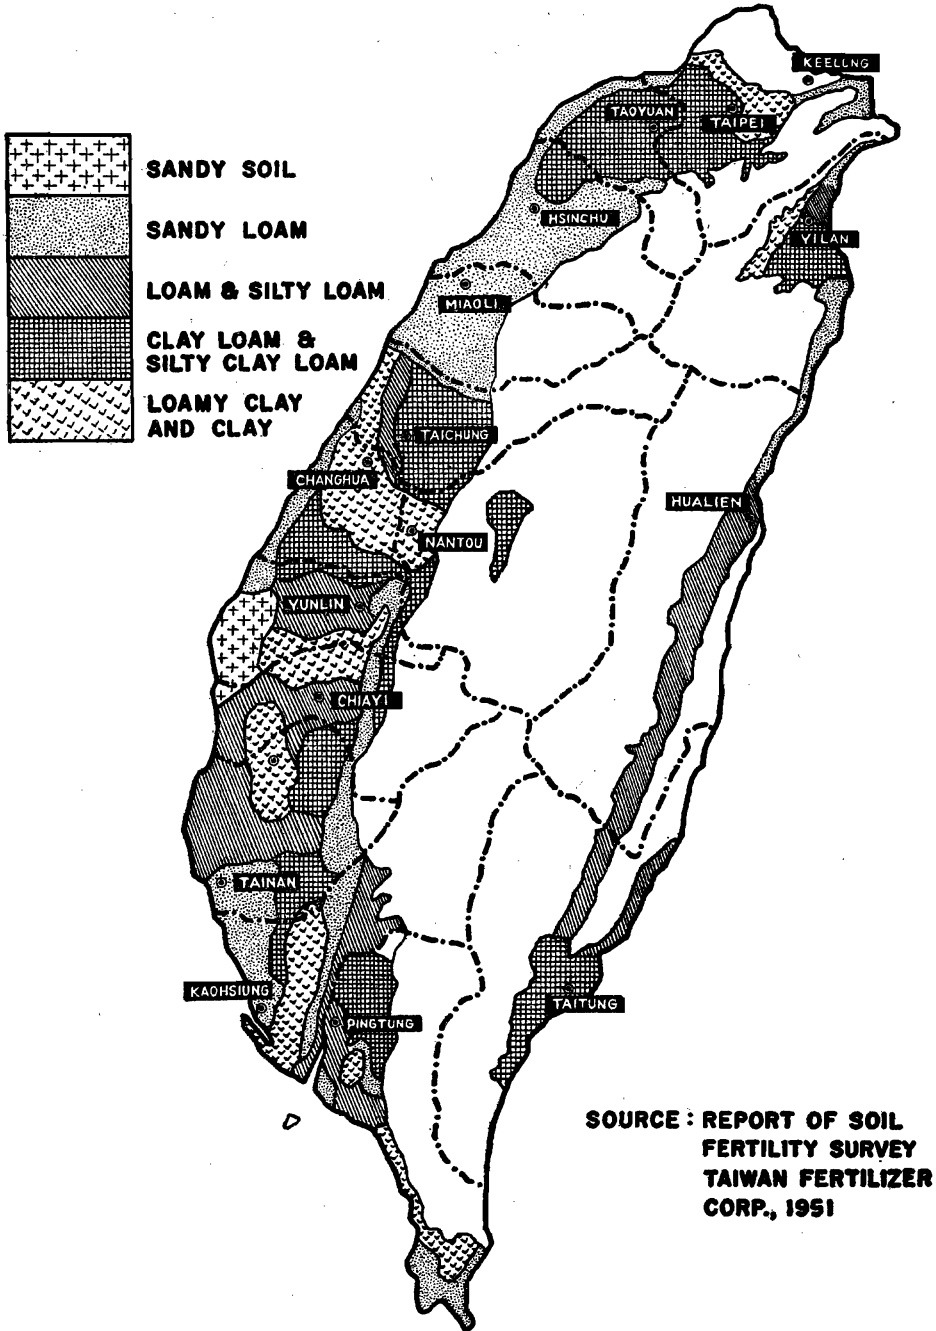 KEELUNG
TAOYUAN
TAIPEI
SANDY SOIL
HSINCHU
SANDY LOAM
YILAN
LOAM & SILTY LOAM
MIAOLI
CLAY LOAM &
SILTY CLAY LOAM
LOAMY CLAY
AND CLAY
TAICHUNG
CHANGHUA
HUALIEN
NANTOU
YUNLIN
CHIAYI
TAINAN
KAOHSIUNG
TAITUNG
PINGTUNG
SOURCE: REPORT OF SOIL
FERTILITY SURVEY
TAIWAN FERTILIZER
CORP., 1951